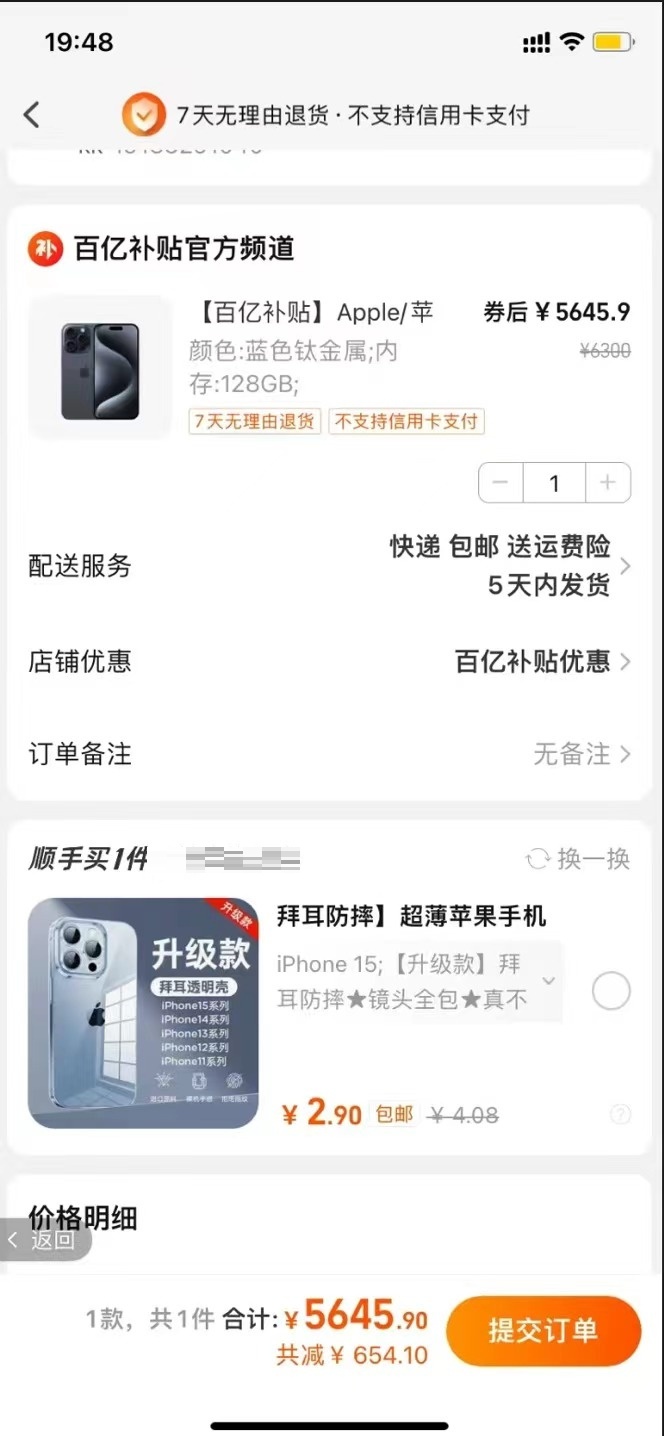 19:48
7天无理由退货·不支持信用卡支付
补 百亿补贴官方频道
【百亿补贴】Apple/苹
券后¥5645.9
颜色:蓝色钛金属;内
¥6300
存:128GB;
7天无理由退货 不支持信用卡支付
1
配送服务
快递 包邮 送运费险
5天内发货
店铺优惠
百亿补贴优惠
订单备注
无备注
顺手买1件
换一换
升级款
升级款
拜耳透明壳
iPhone15系列
iPhone14系列
iPhone13系列
iPhone12系列
iPhone11系列
拜耳防摔】超薄苹果手机
iPhone 15;【升级款】拜
耳防摔★镜头全包★真不
¥2.90 包邮 ¥4.08
价格明细
返回
1款，共1件 合计:¥5645.90
共减¥654.10
提交订单